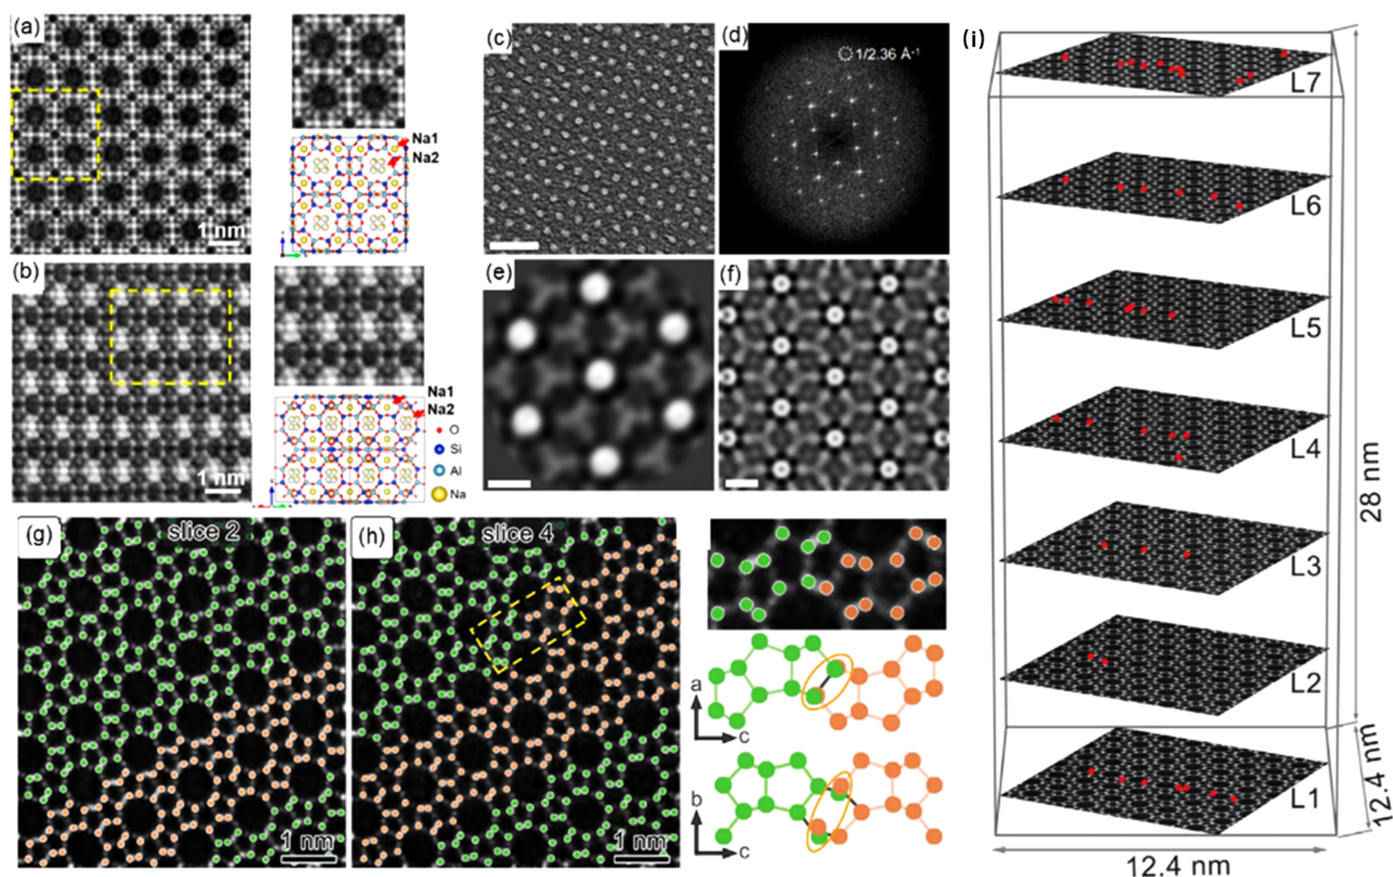 (a)
1 nm
Na1
Na2
(b)
1 nm
Na1
Na2
O
Si
Al
Na
(c)
(d)
1/2.36 Å-1
(e)
(f)
(g)
slice 2
1 nm
(h)
slice 4
1 nm
a
c
b
c
(i)
L7
L6
L5
L4
L3
L2
L1
28 nm
12.4 nm
12.4 nm